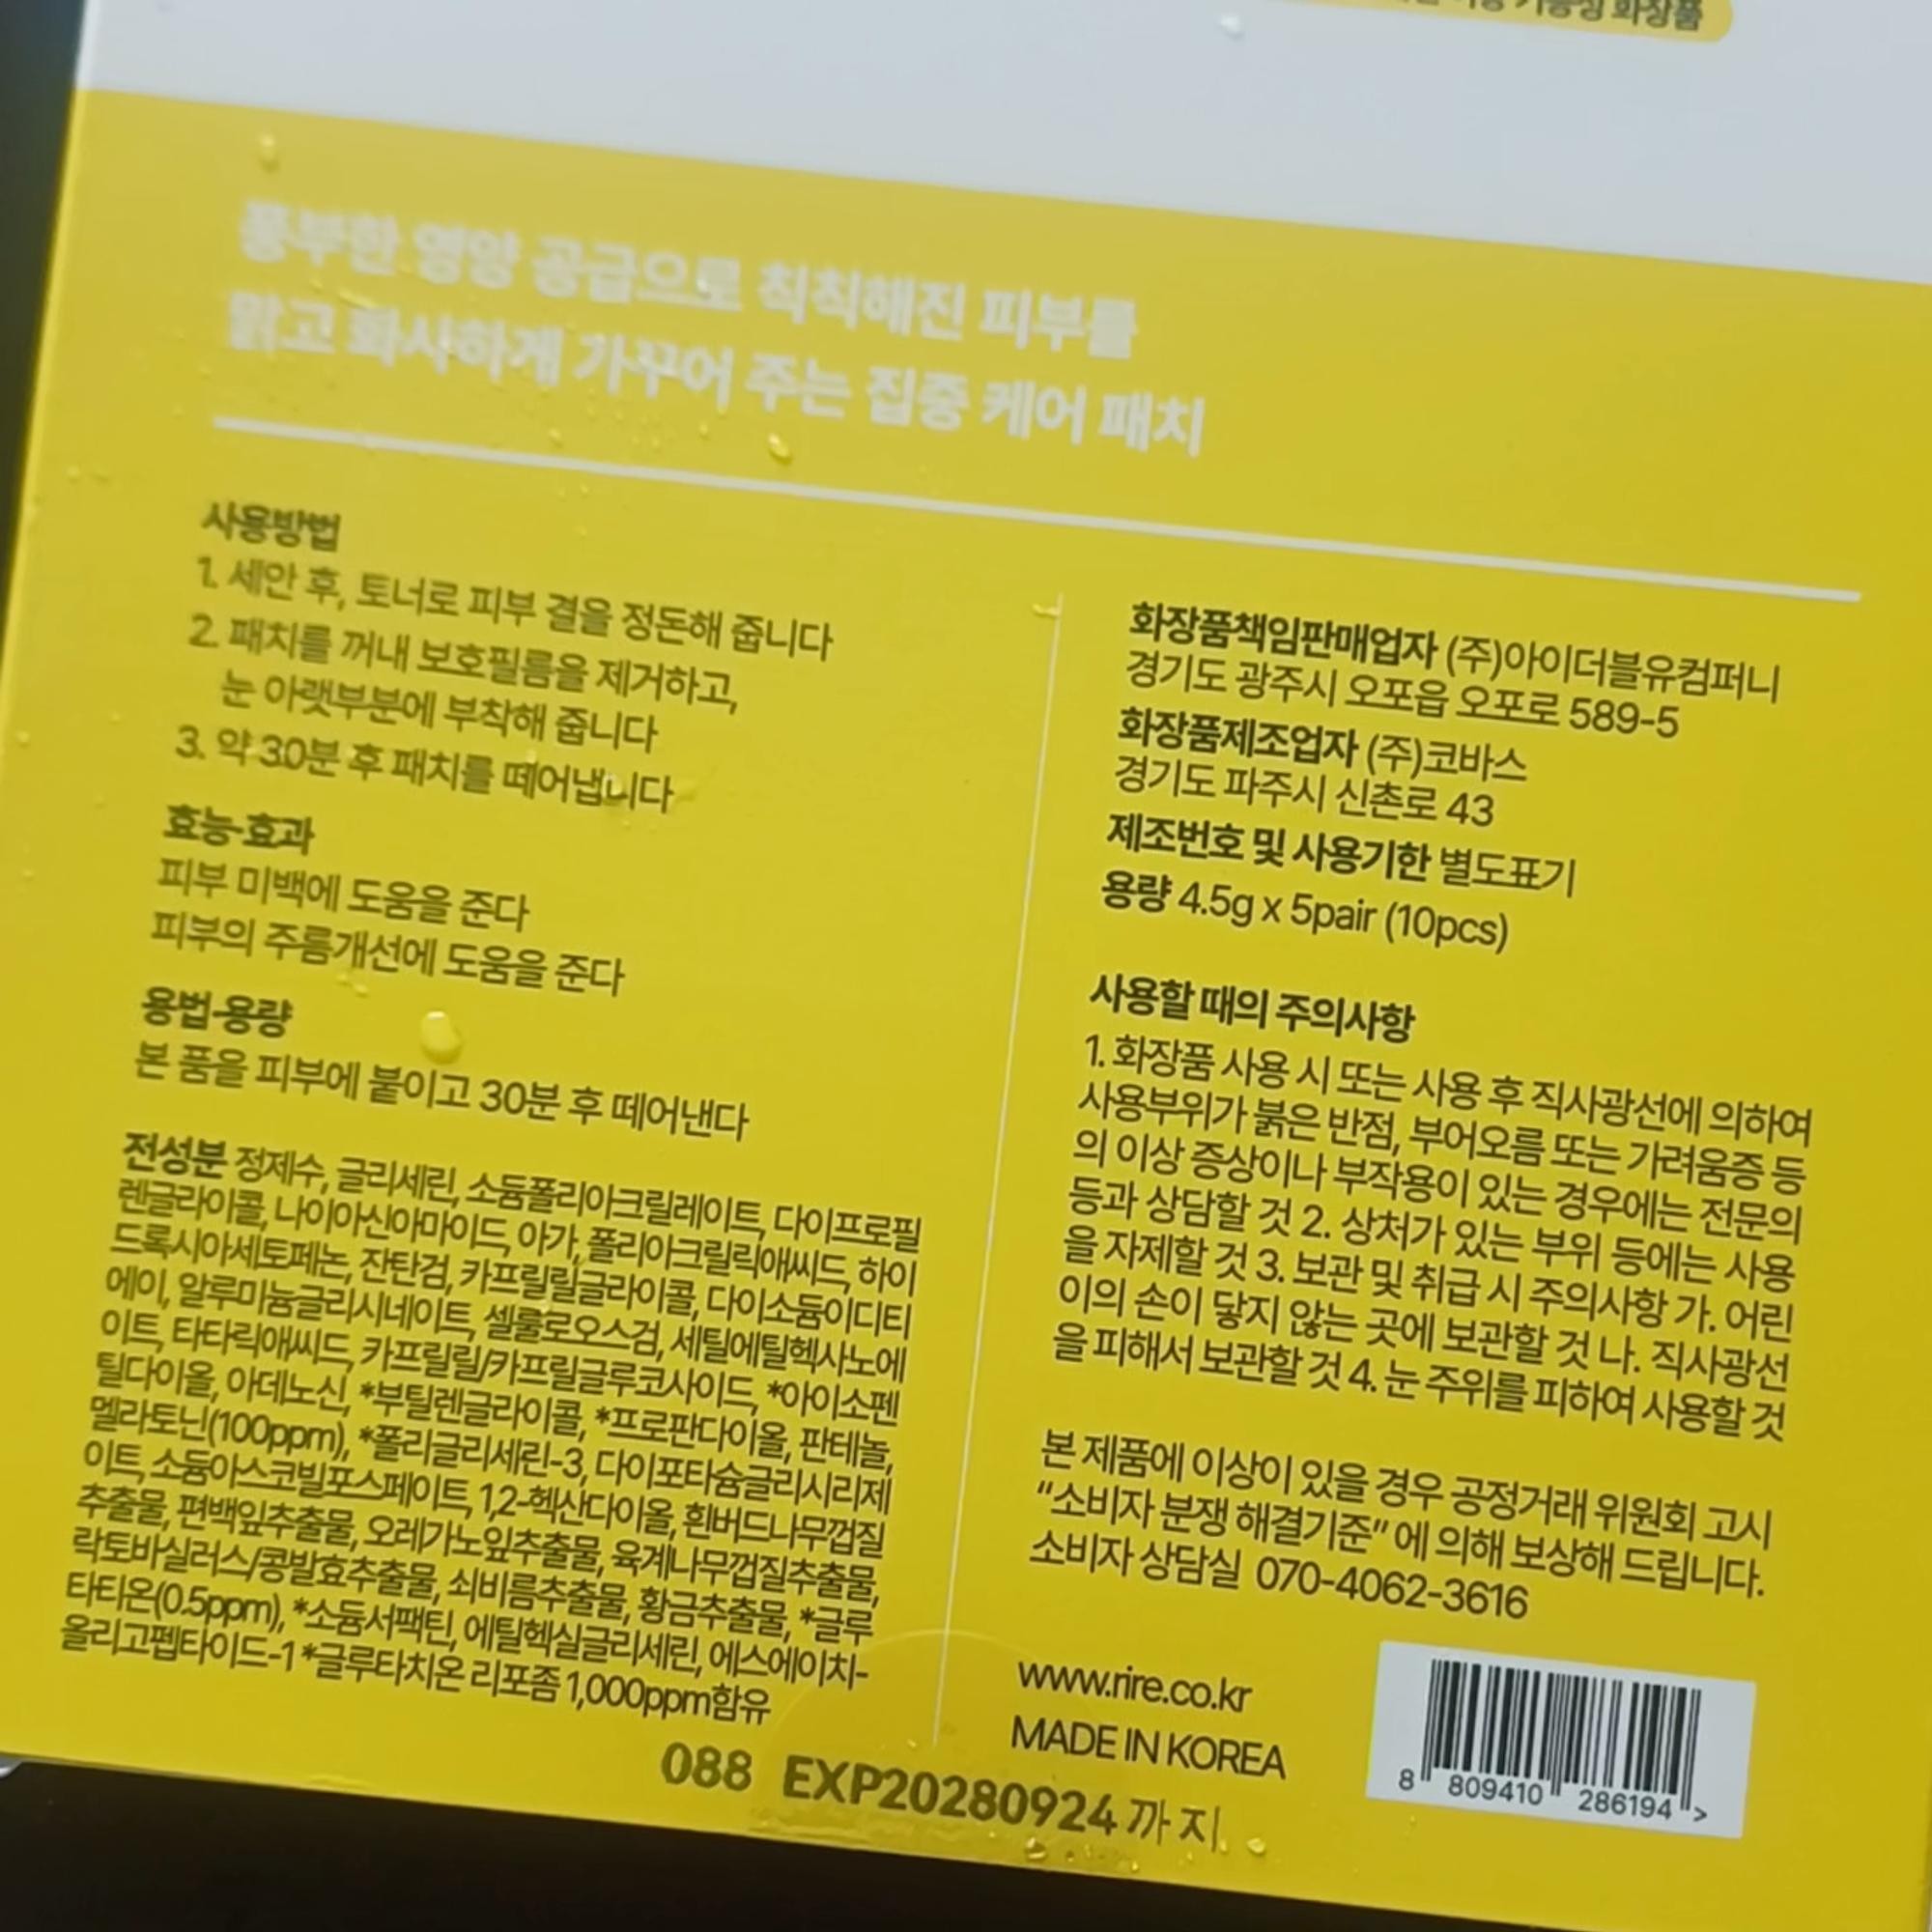 기능성 화장품
풍부한 영양 공급으로 칙칙해진 피부를
맑고 화사하게 가꾸어 주는 집중 케어 패치
사용방법
1. 세안 후, 토너로 피부 결을 정돈해 줍니다
2. 패치를 꺼내 보호필름을 제거하고,
눈 아랫부분에 부착해 줍니다
3. 약 30분 후 패치를 떼어냅니다
효능·효과
피부 미백에 도움을 준다
피부의 주름개선에 도움을 준다
용법·용량
본 품을 피부에 붙이고 30분 후 떼어낸다
전성분 정제수, 글리세린, 소듐폴리아크릴레이트, 다이프로필
렌글라이콜, 나이아신아마이드, 아가, 폴리아크릴릭애씨드, 하이
드록시아세토페논, 잔탄검, 카프릴릴글라이콜, 다이소듐이디티
에이, 알루미늄글리시네이트, 셀룰로오스검, 세틸에틸헥사노에
이트, 타타릭애씨드, 카프릴릴/카프릴글루코사이드, *아이소펜
틸다이올, 아데노신, *부틸렌글라이콜, *프로판다이올, 판테놀,
멜라토닌(100ppm), *폴리글리세린-3, 다이포타슘글리시리제
이트, 소듐아스코빌포스페이트, 1,2-헥산다이올, 흰버드나무껍질
추출물, 편백잎추출물, 오레가노잎추출물, 육계나무껍질추출물,
락토바실러스/콩발효추출물, 쇠비름추출물, 황금추출물, *글루
타티온(0.5ppm), *소듐서팩틴, 에틸헥실글리세린, 에스에이치-
올리고펩타이드-1 *글루타치온 리포좀 1,000ppm함유
화장품책임판매업자 (주)아이더블유컴퍼니
경기도 광주시 오포읍 오포로 589-5
화장품제조업자 (주)코바스
경기도 파주시 신촌로 43
제조번호 및 사용기한 별도표기
용량 4.5g x 5pair (10pcs)
사용할 때의 주의사항
1. 화장품 사용 시 또는 사용 후 직사광선에 의하여
사용부위가 붉은 반점, 부어오름 또는 가려움증 등
의 이상 증상이나 부작용이 있는 경우에는 전문의
등과 상담할 것 2. 상처가 있는 부위 등에는 사용
을 자제할 것 3. 보관 및 취급 시 주의사항 가. 어린
이의 손이 닿지 않는 곳에 보관할 것 나. 직사광선
을 피해서 보관할 것 4. 눈 주위를 피하여 사용할 것
본 제품에 이상이 있을 경우 공정거래 위원회 고시
“소비자 분쟁 해결기준” 에 의해 보상해 드립니다.
소비자 상담실 070-4062-3616
www.rire.co.kr
MADE IN KOREA
8 809410 286194 >
088 EXP20280924까지